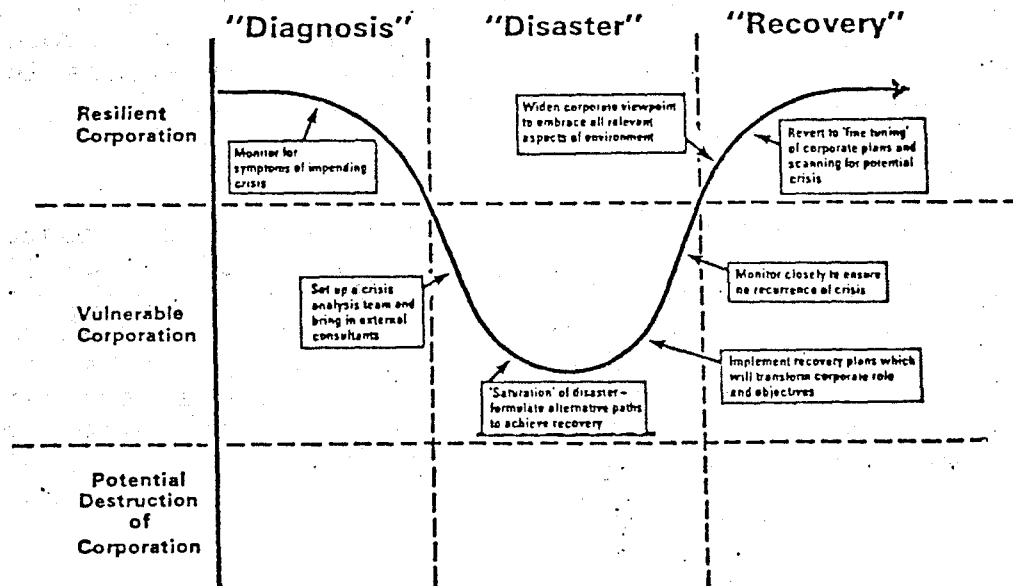 "Diagnosis"
"Disaster"
"Recovery"
Resilient
Corporation
Monitor for
symptoms of impending
crisis
Widen corporate viewpoint
to embrace all relevant
aspects of environment
Revert to 'fine tuning'
of corporate plans and
scanning for potential
crisis
Vulnerable
Corporation
Set up a crisis
analysis team and
bring in external
consultants
Monitor closely to ensure
no recurrence of crisis
'Saturation' of disaster –
formulate alternative paths
to achieve recovery
Implement recovery plans which
will transform corporate role
and objectives
Potential
Destruction
of
Corporation